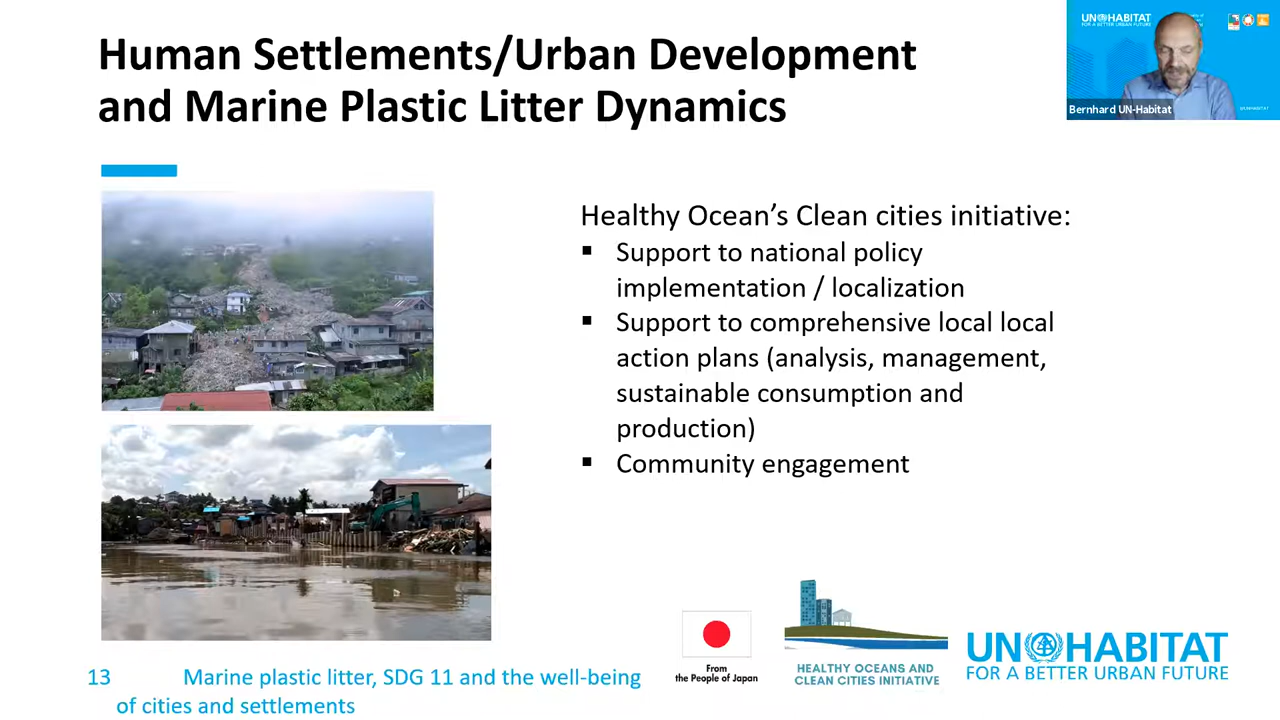 Human Settlements/Urban Development
and Marine Plastic Litter Dynamics
UN HABITAT
FOR A BETTER URBAN FUTURE
Bernhard UN-Habitat
UN HABITAT
Healthy Ocean's Clean cities initiative:
▪ Support to national policy
implementation / localization
▪ Support to comprehensive local local
action plans (analysis, management,
sustainable consumption and
production)
▪ Community engagement
From
the People of Japan
HEALTHY OCEANS AND
CLEAN CITIES INITIATIVE
UN HABITAT
FOR A BETTER URBAN FUTURE
13 Marine plastic litter, SDG 11 and the well-being
of cities and settlements